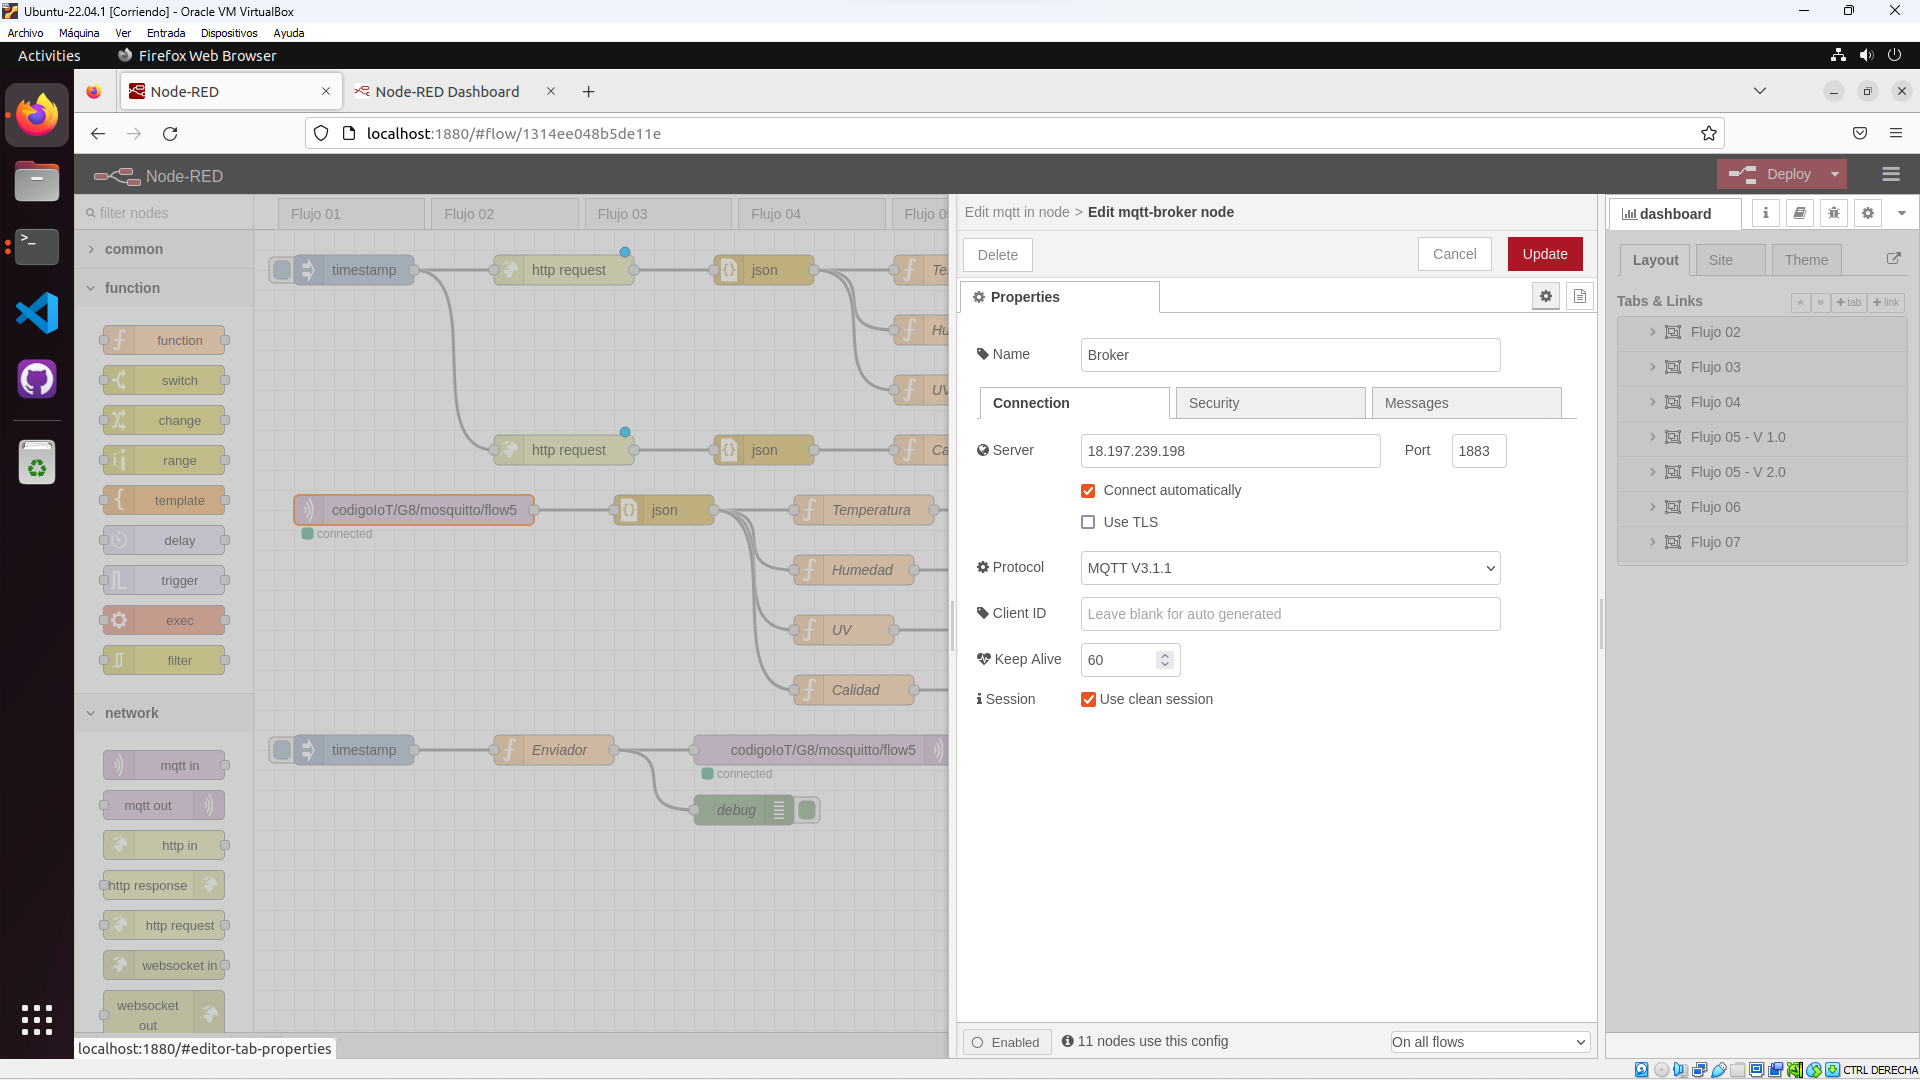 Ubuntu-22.04.1 [Corriendo] - Oracle VM VirtualBox
Archivo Máquina Ver Entrada Dispositivos Ayuda
Activities Firefox Web Browser
Node-RED
Node-RED Dashboard
localhost:1880/#flow/1314ee048b5de11e
Node-RED
Deploy
filter nodes
common
function
function
switch
change
range
template
delay
trigger
exec
filter
network
mqtt in
mqtt out
http in
http response
http request
websocket in
websocket
out
Flujo 01
Flujo 02
Flujo 03
Flujo 04
timestamp
http request
json
http request
json
UV
codigoIoT/G8/mosquitto/flow5
connected
json
Temperatura
Humedad
UV
Calidad
timestamp
Enviador
codigoIoT/G8/mosquitto/flow5
connected
debug
Edit mqtt in node > Edit mqtt-broker node
Delete
Cancel
Update
Properties
Name
Broker
Connection
Security
Messages
Server
18.197.239.198
Port
1883
Connect automatically
Use TLS
Protocol
MQTT V3.1.1
Client ID
Leave blank for auto generated
Keep Alive
60
Session
Use clean session
Enabled
11 nodes use this config
On all flows
dashboard
Layout
Site
Theme
Tabs & Links
tab
link
Flujo 02
Flujo 03
Flujo 04
Flujo 05 - V 1.0
Flujo 05 - V 2.0
Flujo 06
Flujo 07
localhost:1880/#editor-tab-properties
CTRL DERECHA